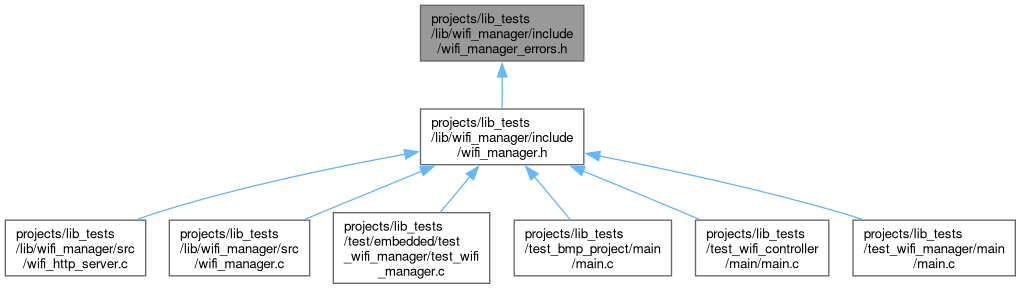 projects/lib_tests
/lib/wifi_manager/include
/wifi_manager_errors.h
projects/lib_tests
/lib/wifi_manager/include
/wifi_manager.h
projects/lib_tests
/lib/wifi_manager/src
/wifi_http_server.c
projects/lib_tests
/lib/wifi_manager/src
/wifi_manager.c
projects/lib_tests
/test/embedded/test
_wifi_manager/test_wifi
_manager.c
projects/lib_tests
/test_bmp_project/main
/main.c
projects/lib_tests
/test_wifi_controller
/main/main.c
projects/lib_tests
/test_wifi_manager/main
/main.c